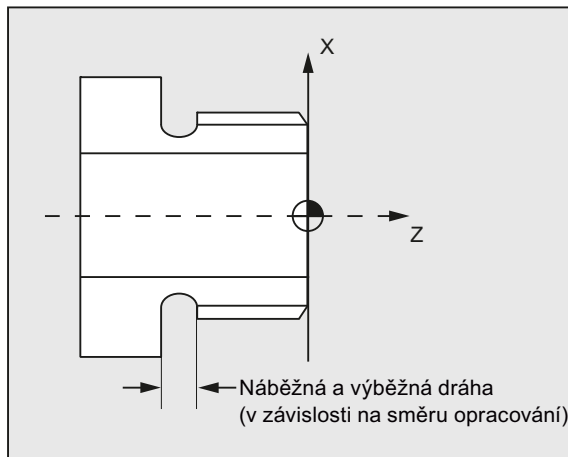 X
Z
Náběžná a výběžná dráha
(v závislosti na směru opracování)